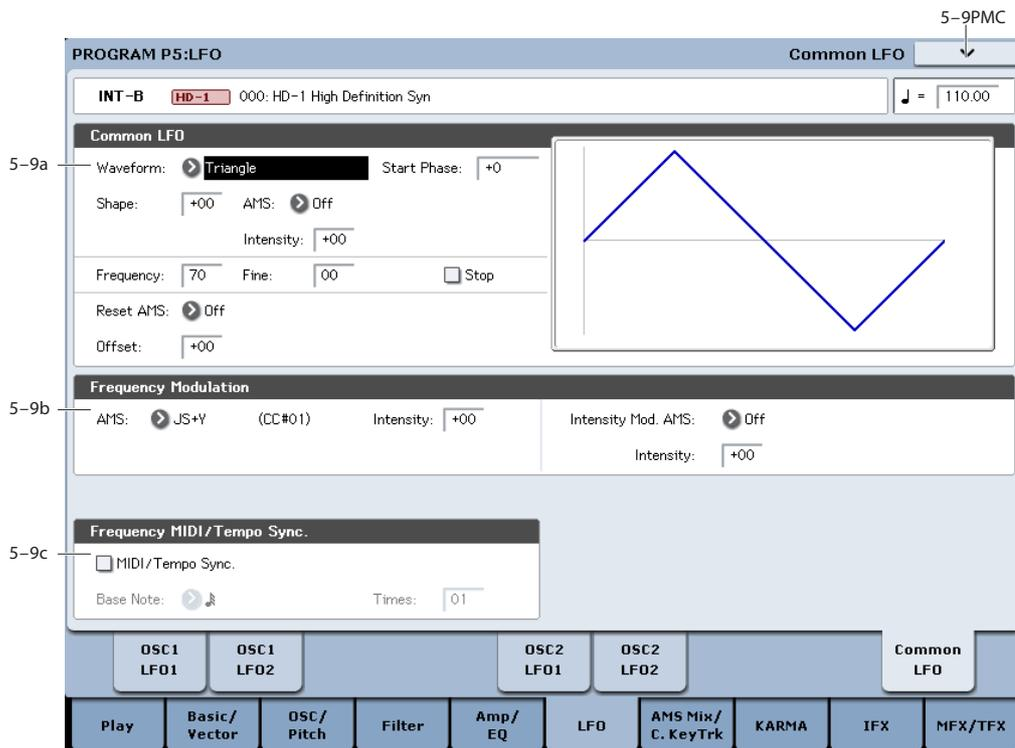 5–9PMC
PROGRAM P5:LFO Common LFO
INT-B HD-1 000: HD-1 High Definition Syn ♩ = 110.00
Common LFO
5–9a Waveform: Triangle Start Phase: +0
Shape: +00 AMS: Off
Intensity: +00
Frequency: 70 Fine: 00 Stop
Reset AMS: Off
Offset: +00
Frequency Modulation
5–9b AMS: JS+Y (CC#01) Intensity: +00 Intensity Mod. AMS: Off
Intensity: +00
Frequency MIDI/Tempo Sync.
5–9c MIDI/Tempo Sync.
Base Note: Times: 01
OSC1 OSC1 OSC2 OSC2 Common
LFO1 LFO2 LFO1 LFO2 LFO
Play Basic/ OSC/ Filter Amp/ LFO AMS Mix/ KARMA IFX MFX/TFX
Vector Pitch EQ C. KeyTrk